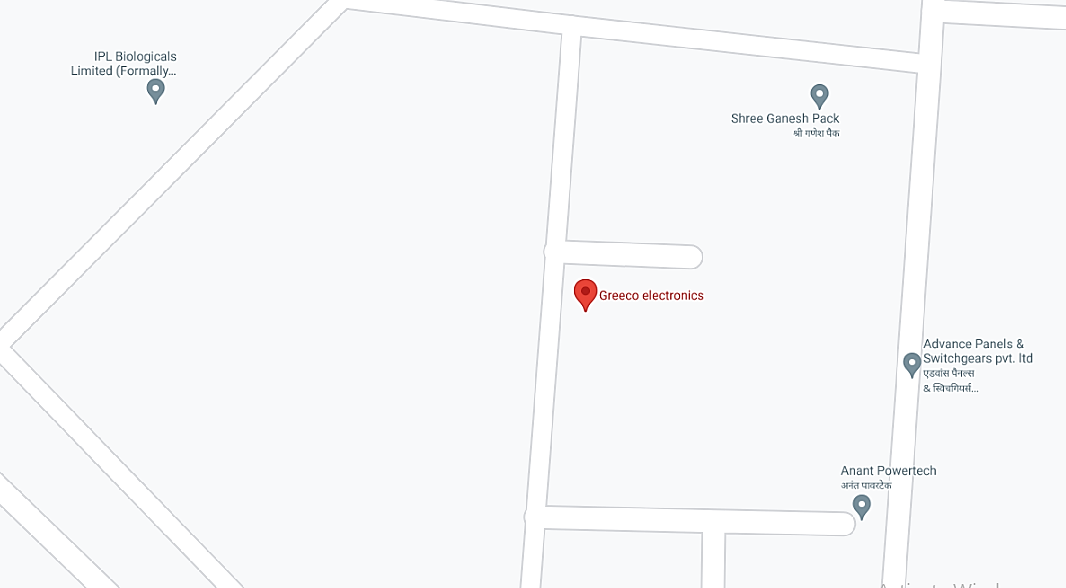 IPL Biologicals
Limited (Formally...
Shree Ganesh Pack
श्री गणेश पैक
Greeco electronics
Advance Panels &
Switchgears pvt. ltd
एडवांस पैनल्स
& स्विचगियर्स...
Anant Powertech
अनंत पावरटेक